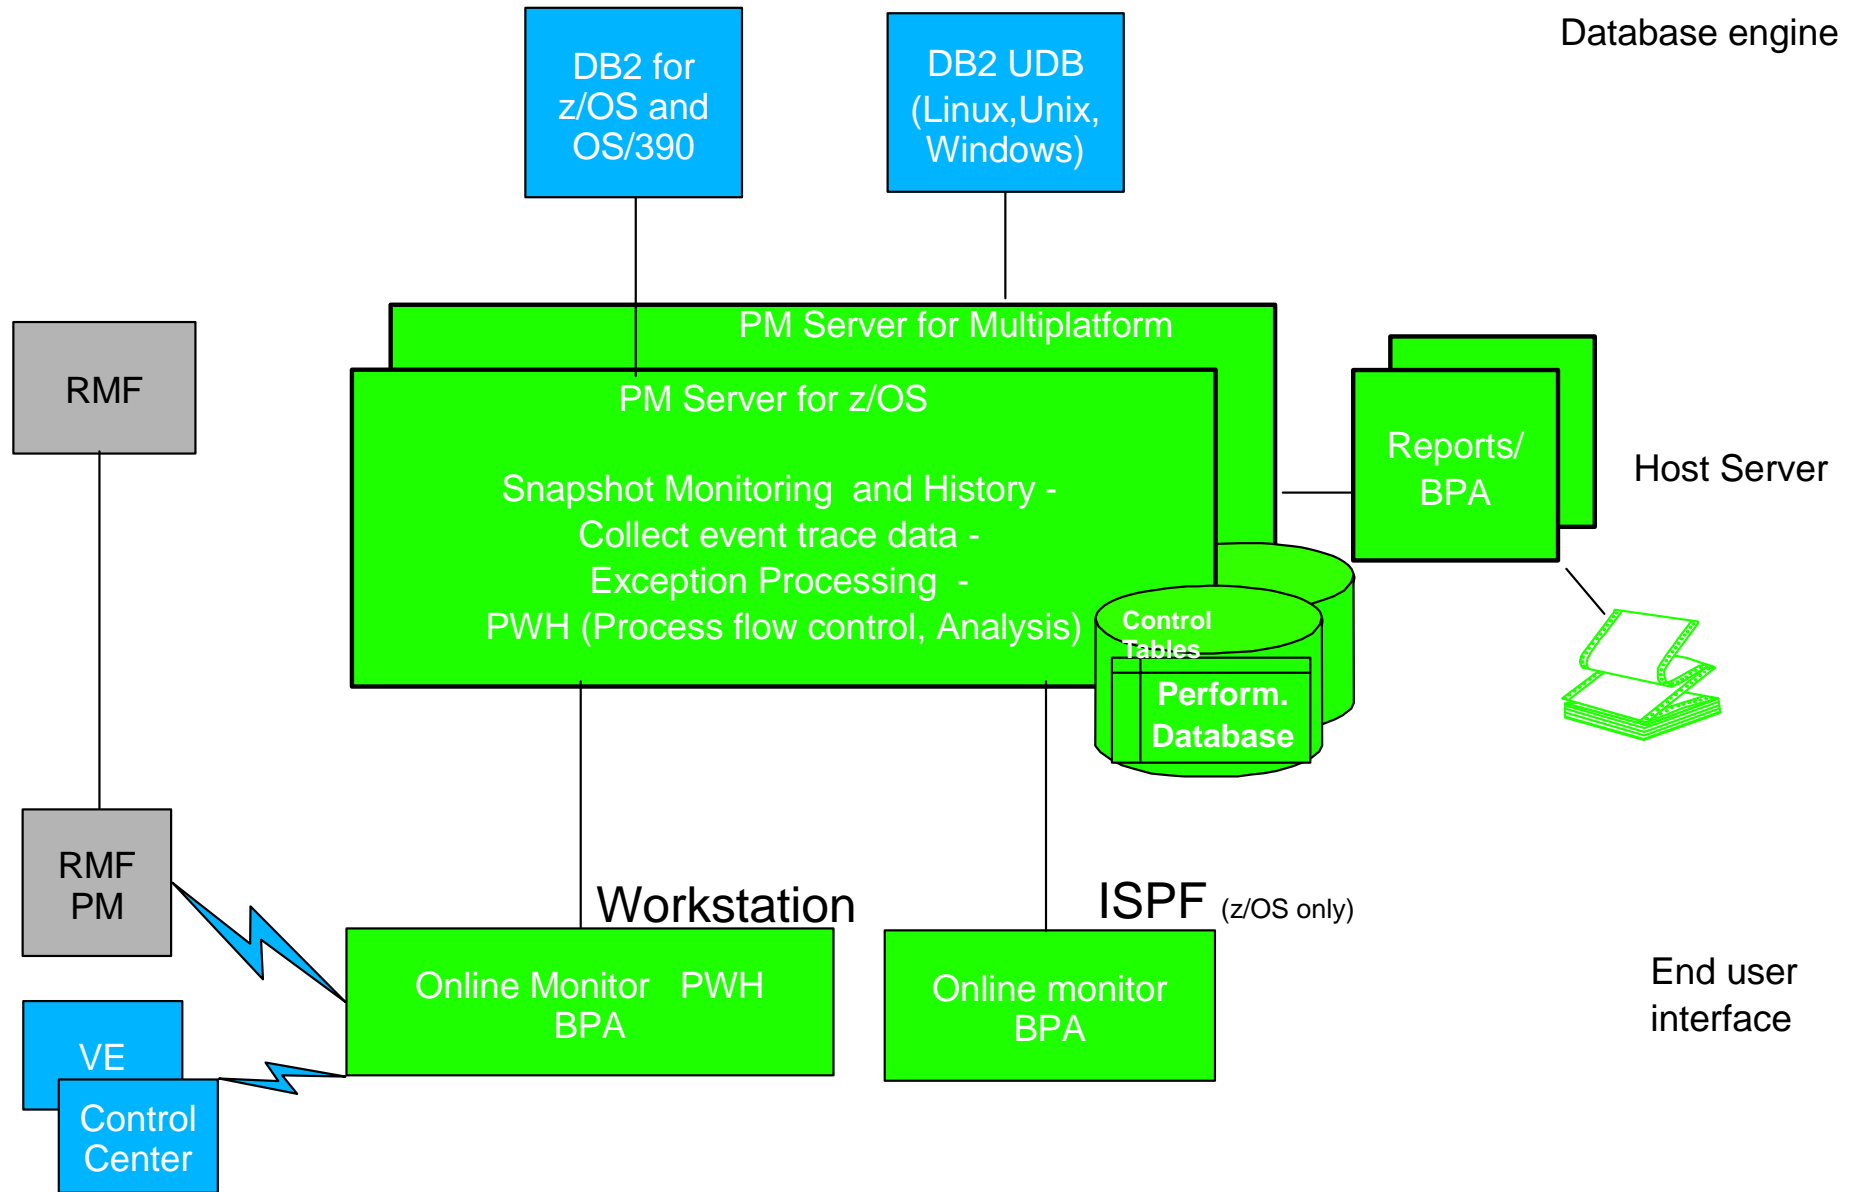 Database engine
DB2 for
z/OS and
OS/390
DB2 UDB
(Linux,Unix,
Windows)
PM Server for Multiplatform
PM Server for z/OS
Snapshot Monitoring  and History -
Collect event trace data -
Exception Processing  -
PWH (Process flow control, Analysis)
Control
Tables
Perform.
Database
Reports/
BPA
Host Server
RMF
RMF
PM
Workstation
ISPF (z/OS only)
Online Monitor   PWH
BPA
Online monitor
BPA
End user
interface
VE
Control
Center